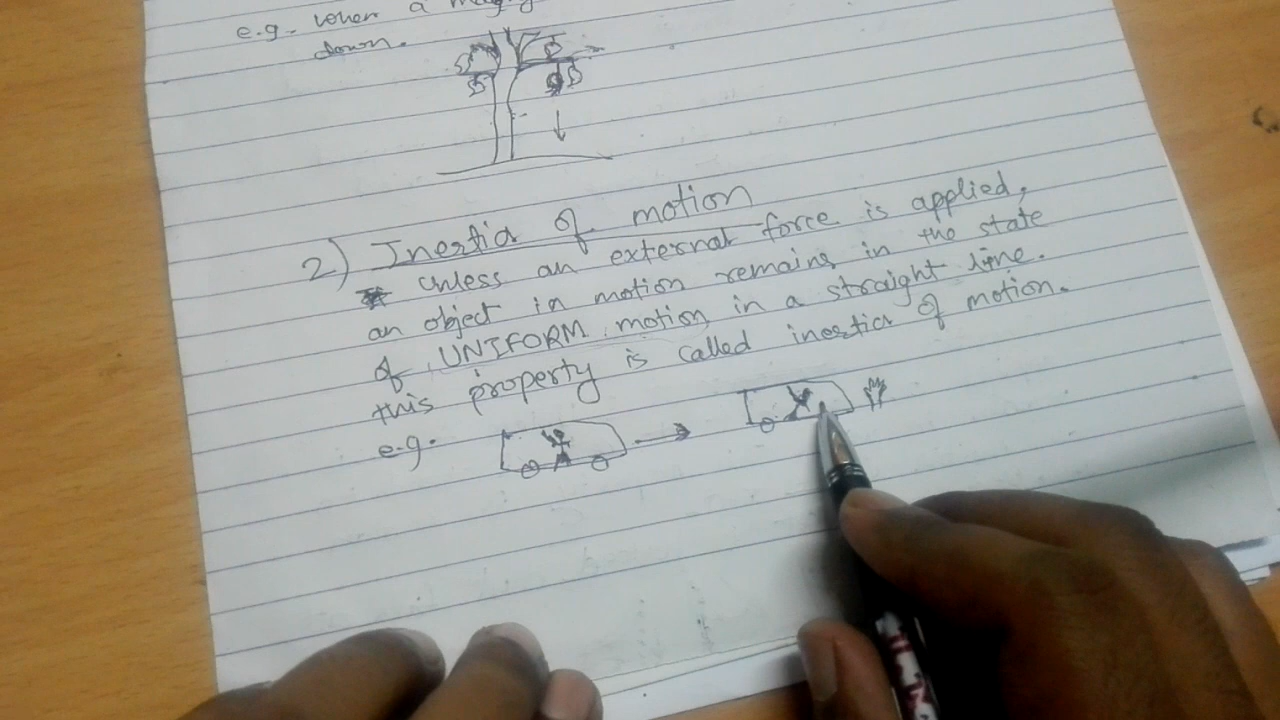 e.g. when a
down.
2) Inertia of motion
unless an external force is applied,
an object in motion remains in the state
of UNIFORM motion in a straight line.
this property is called inertia of motion.
e.g.